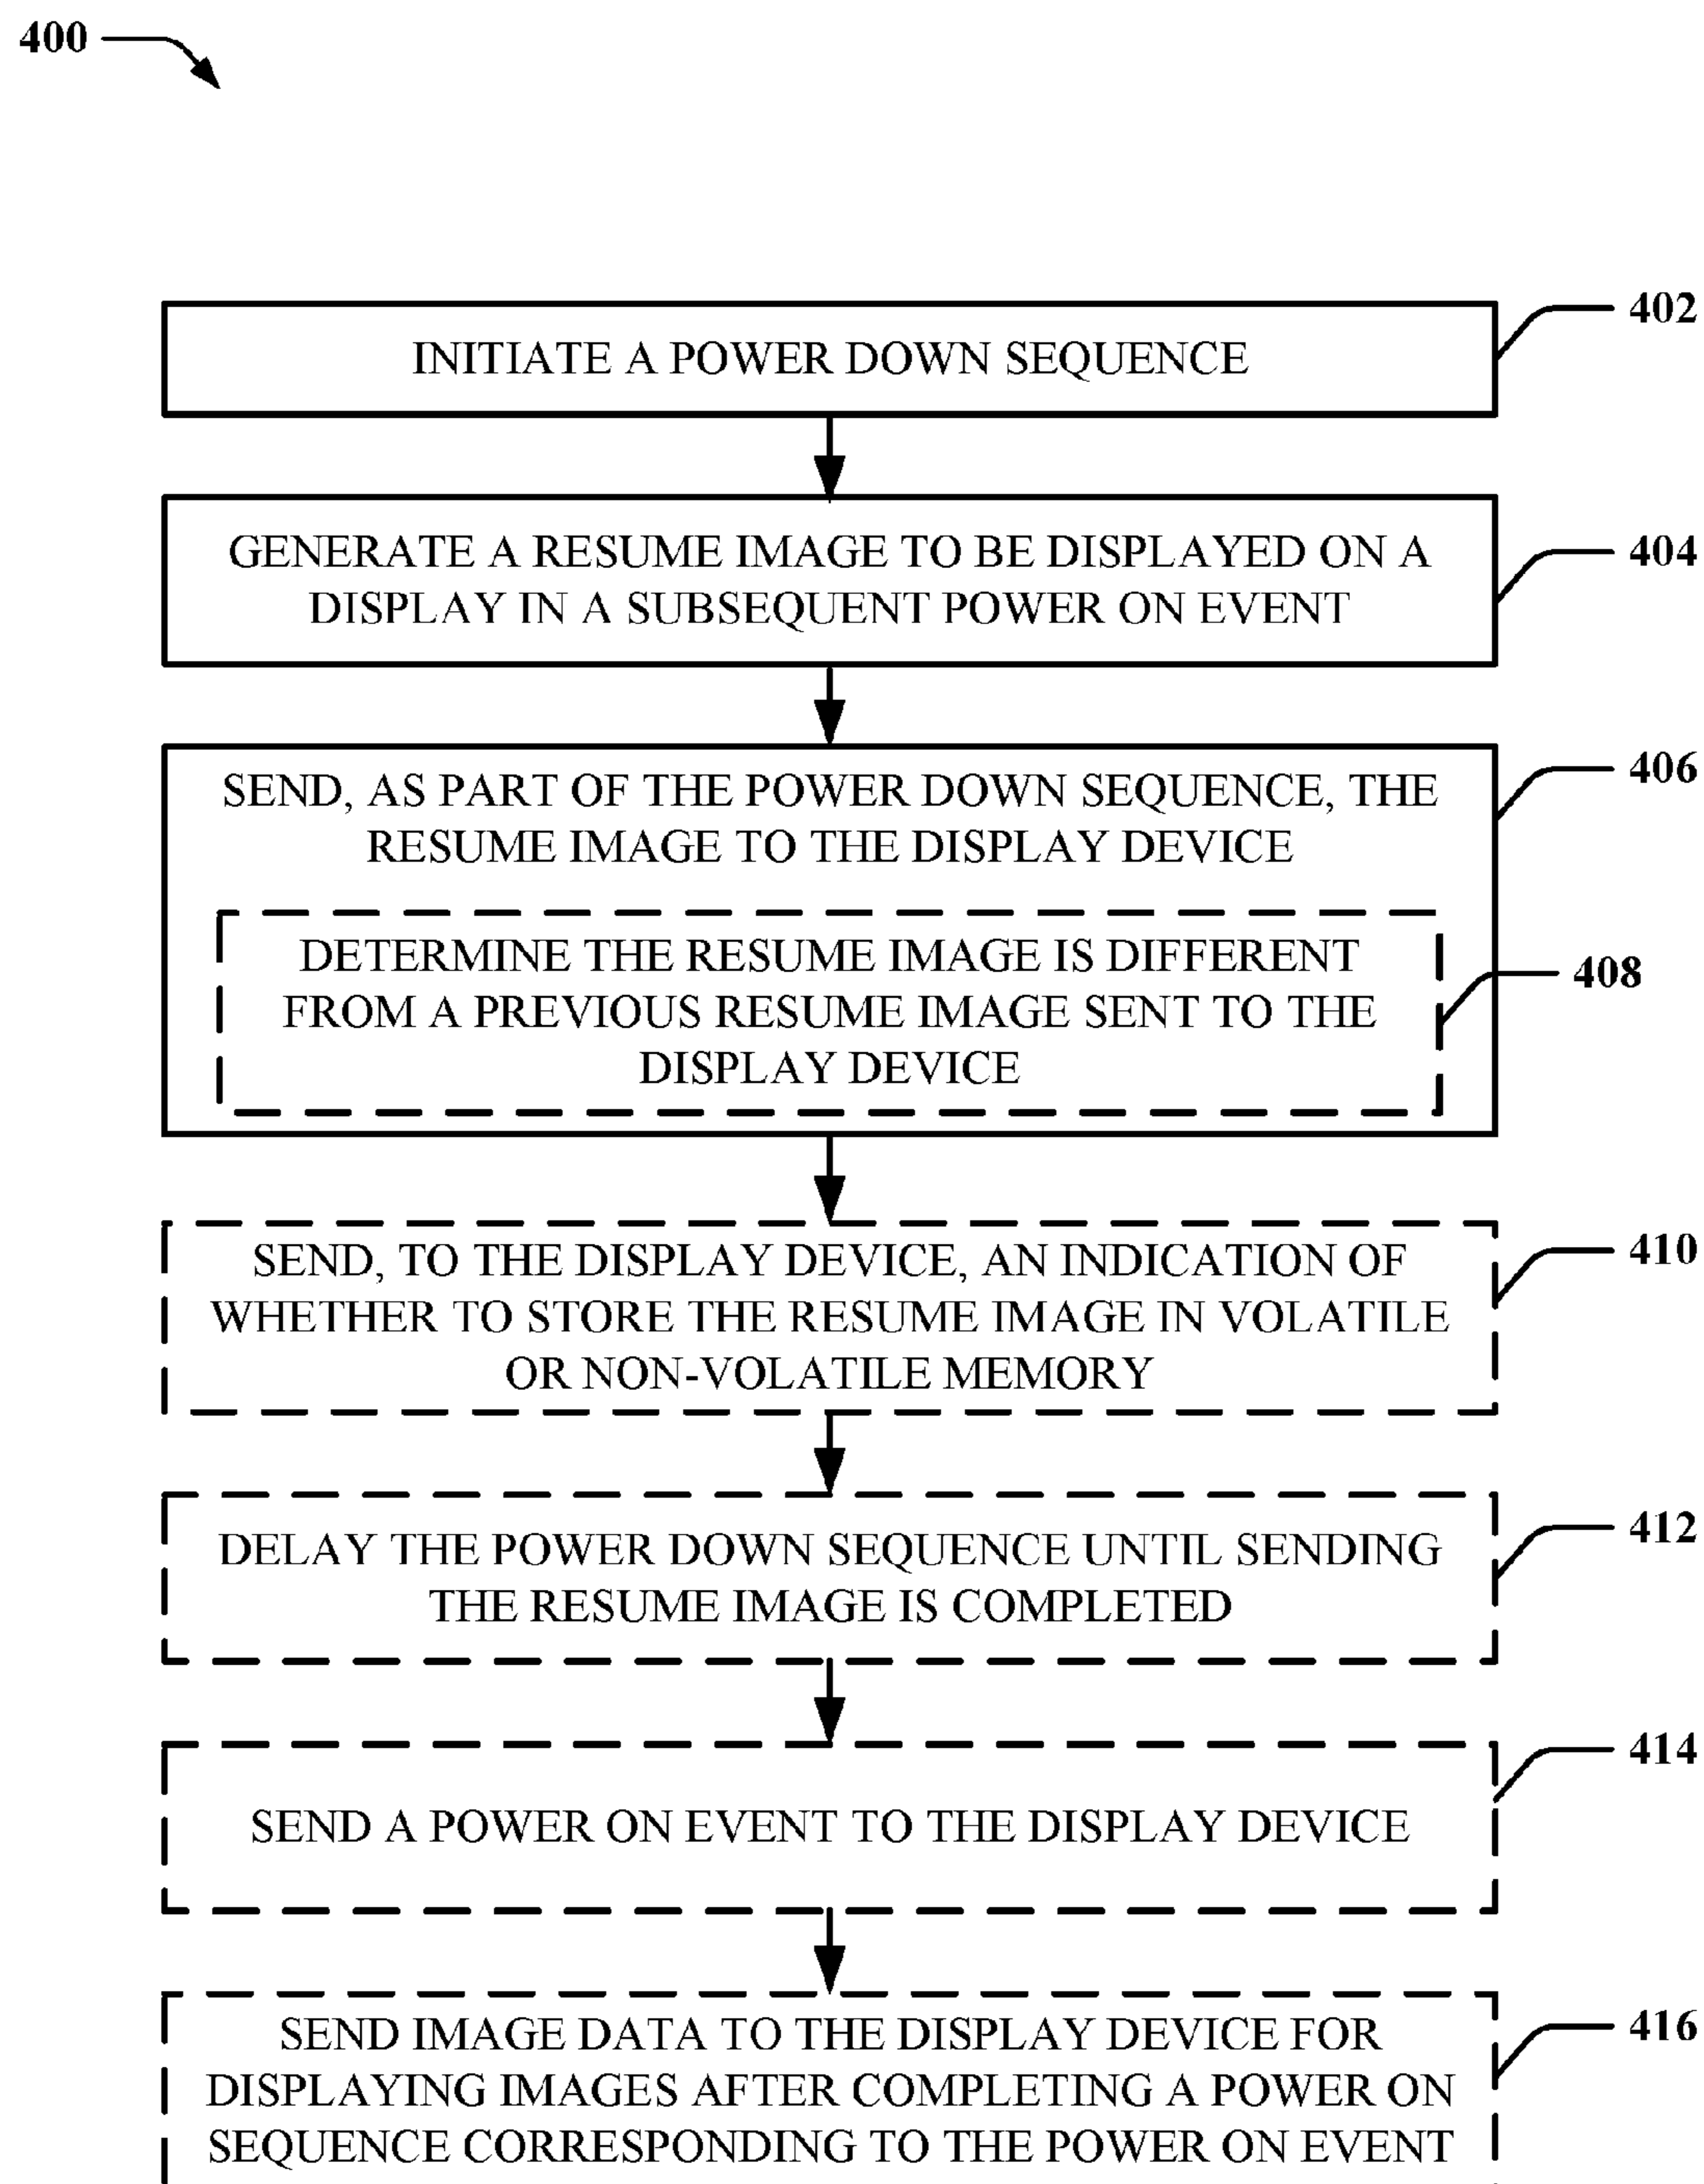 400
INITIATE A POWER DOWN SEQUENCE
402
GENERATE A RESUME IMAGE TO BE DISPLAYED ON A
DISPLAY IN A SUBSEQUENT POWER ON EVENT
404
SEND, AS PART OF THE POWER DOWN SEQUENCE, THE
RESUME IMAGE TO THE DISPLAY DEVICE
406
DETERMINE THE RESUME IMAGE IS DIFFERENT
FROM A PREVIOUS RESUME IMAGE SENT TO THE
DISPLAY DEVICE
408
SEND, TO THE DISPLAY DEVICE, AN INDICATION OF
WHETHER TO STORE THE RESUME IMAGE IN VOLATILE
OR NON-VOLATILE MEMORY
410
DELAY THE POWER DOWN SEQUENCE UNTIL SENDING
THE RESUME IMAGE IS COMPLETED
412
SEND A POWER ON EVENT TO THE DISPLAY DEVICE
414
SEND IMAGE DATA TO THE DISPLAY DEVICE FOR
DISPLAYING IMAGES AFTER COMPLETING A POWER ON
SEQUENCE CORRESPONDING TO THE POWER ON EVENT
416